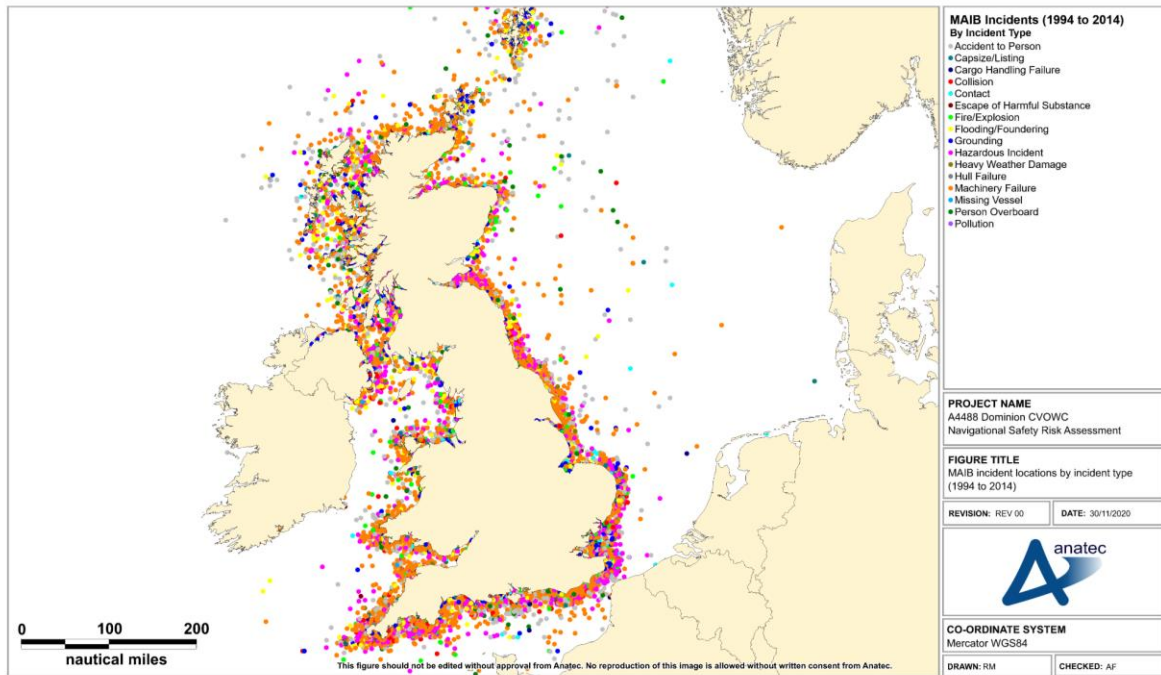 MAIB Incidents (1994 to 2014)
By Incident Type
Accident to Person
Capsize/Listing
Cargo Handling Failure
Collision
Contact
Escape of Harmful Substance
Fire/Explosion
Flooding/Foundering
Grounding
Hazardous Incident
Heavy Weather Damage
Hull Failure
Machinery Failure
Missing Vessel
Person Overboard
Pollution
PROJECT NAME
A4488 Dominion CVOWC
Navigational Safety Risk Assessment
FIGURE TITLE
MAIB incident locations by incident type
(1994 to 2014)
REVISION: REV 00
DATE: 30/11/2020
anatec
CO-ORDINATE SYSTEM
Mercator WGS84
DRAWN: RM
CHECKED: AF
0 100 200
nautical miles
This figure should not be edited without approval from Anatec. No reproduction of this image is allowed without written consent from Anatec.